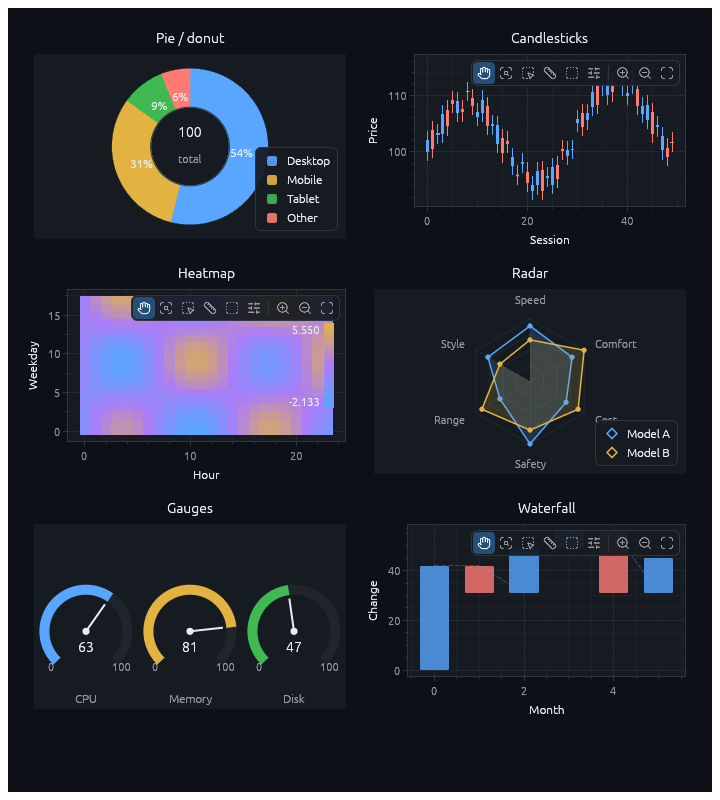 Pie / donut
54%
31%
9%
6%
100
total
Desktop
Mobile
Tablet
Other
Candlesticks
Price
110
100
0
20
40
Session
Heatmap
Weekday
15
10
5
0
5.550
-2.133
0
10
20
Hour
Radar
Speed
Style
Comfort
Range
Cost
Safety
Model A
Model B
Gauges
63
0
100
CPU
81
0
100
Memory
47
0
100
Disk
Waterfall
Change
40
20
0
0
2
4
Month